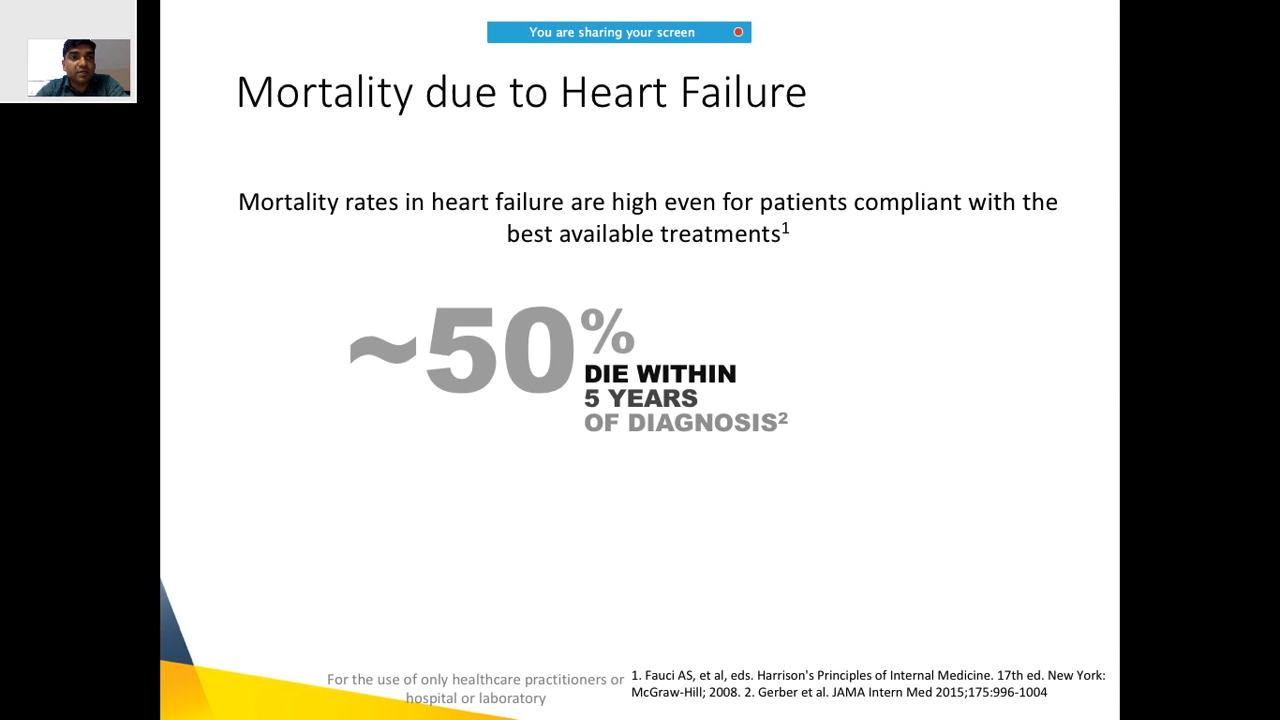 You are sharing your screen
Mortality due to Heart Failure
Mortality rates in heart failure are high even for patients compliant with the
best available treatments¹
~50%
DIE WITHIN
5 YEARS
OF DIAGNOSIS²
For the use of only healthcare practitioners or
hospital or laboratory
1. Fauci AS, et al, eds. Harrison's Principles of Internal Medicine. 17th ed. New York:
McGraw-Hill; 2008. 2. Gerber et al. JAMA Intern Med 2015;175:996-1004